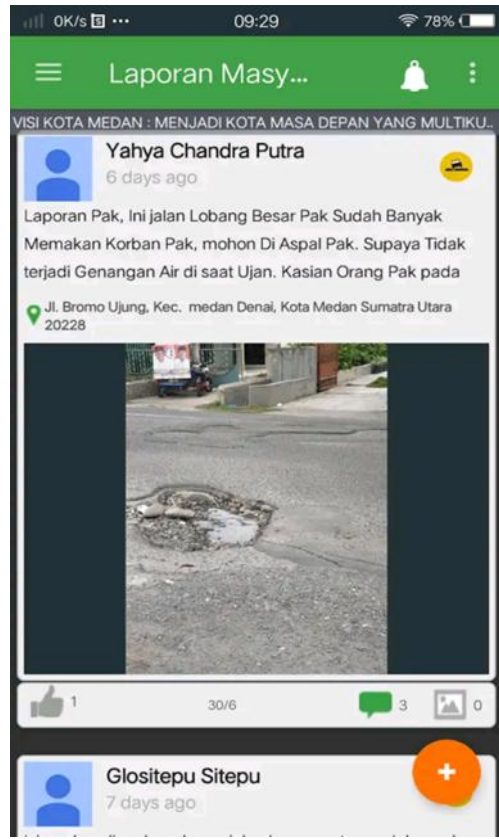 0K/s ... 09:29 78%
Laporan Masy...
VISI KOTA MEDAN : MENJADI KOTA MASA DEPAN YANG MULTIKU..
Yahya Chandra Putra
6 days ago
Laporan Pak, Ini jalan Lobang Besar Pak Sudah Banyak
Memakan Korban Pak, mohon Di Aspal Pak. Supaya Tidak
terjadi Genangan Air di saat Ujan. Kasian Orang Pak pada
Jl. Bromo Ujung, Kec. medan Denai, Kota Medan Sumatra Utara
20228
1 30/6 3 0
+
Glositepu Sitepu
7 days ago